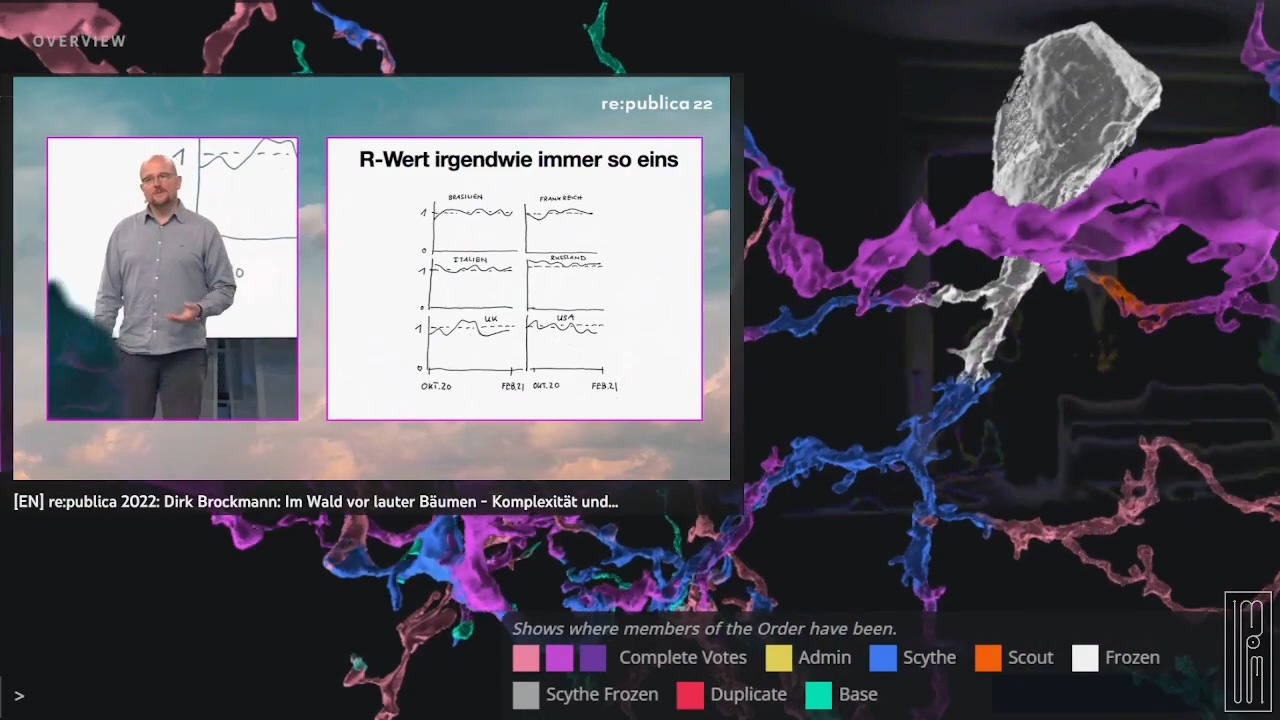 OVERVIEW
re:publica 22
1
R-Wert irgendwie immer so eins
BRASILIEN
FRANKREICH
1
0
ITALIEN
RUSSLAND
1
0
UK
USA
1
0
OKT.20
FEB.21
OKT.20
FEB.21
[EN] re:publica 2022: Dirk Brockmann: Im Wald vor lauter Bäumen - Komplexität und...
Shows where members of the Order have been.
Complete Votes
Admin
Scythe
Scout
Frozen
Scythe Frozen
Duplicate
Base
>